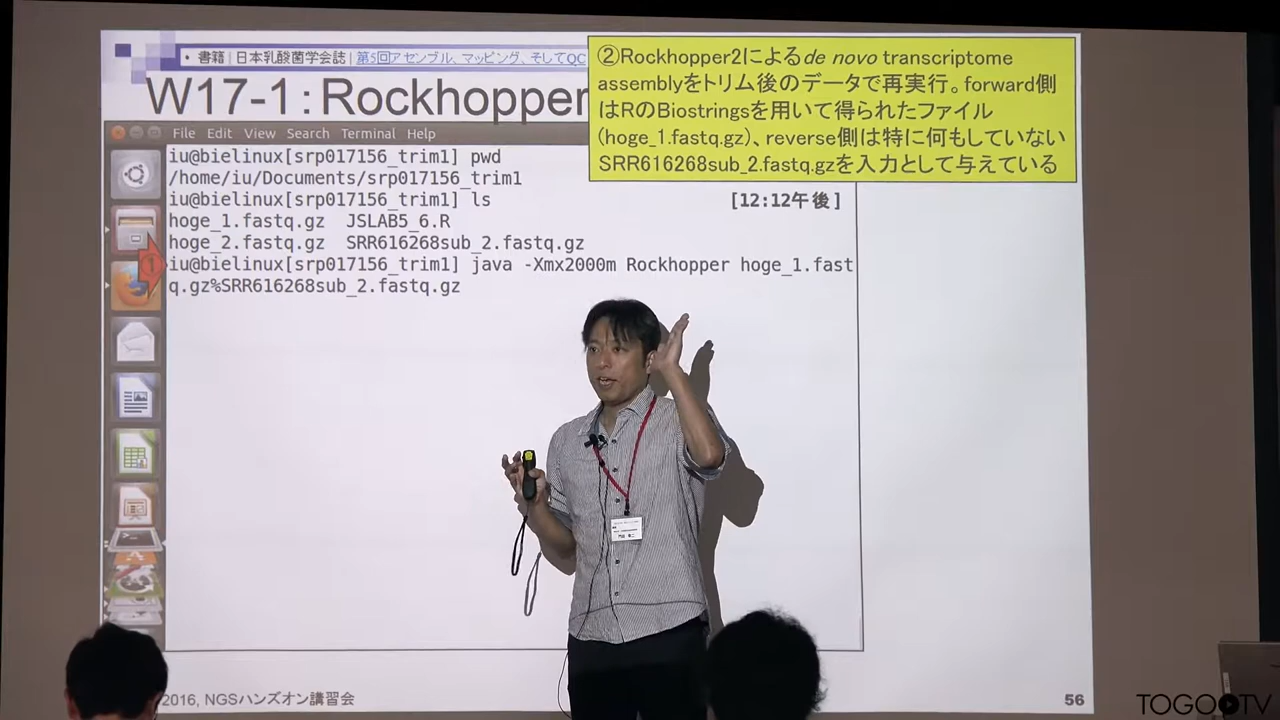 ・書籍 | 日本乳酸菌学会誌 | 第5回アセンブル、マッピング、そしてQC
W17-1：Rockhopper
②Rockhopper2によるde novo transcriptome
assemblyをトリム後のデータで再実行。forward側
はRのBiostringsを用いて得られたファイル
(hoge_1.fastq.gz)、reverse側は特に何もしていない
SRR616268sub_2.fastq.gzを入力として与えている
File Edit View Search Terminal Help
iu@bielinux[srp017156_trim1] pwd
/home/iu/Documents/srp017156_trim1
iu@bielinux[srp017156_trim1] ls [12:12午後]
hoge_1.fastq.gz JSLAB5_6.R
hoge_2.fastq.gz SRR616268sub_2.fastq.gz
①
iu@bielinux[srp017156_trim1] java -Xmx2000m Rockhopper hoge_1.fast
q.gz%SRR616268sub_2.fastq.gz
2016, NGSハンズオン講習会
56
TOGOTV